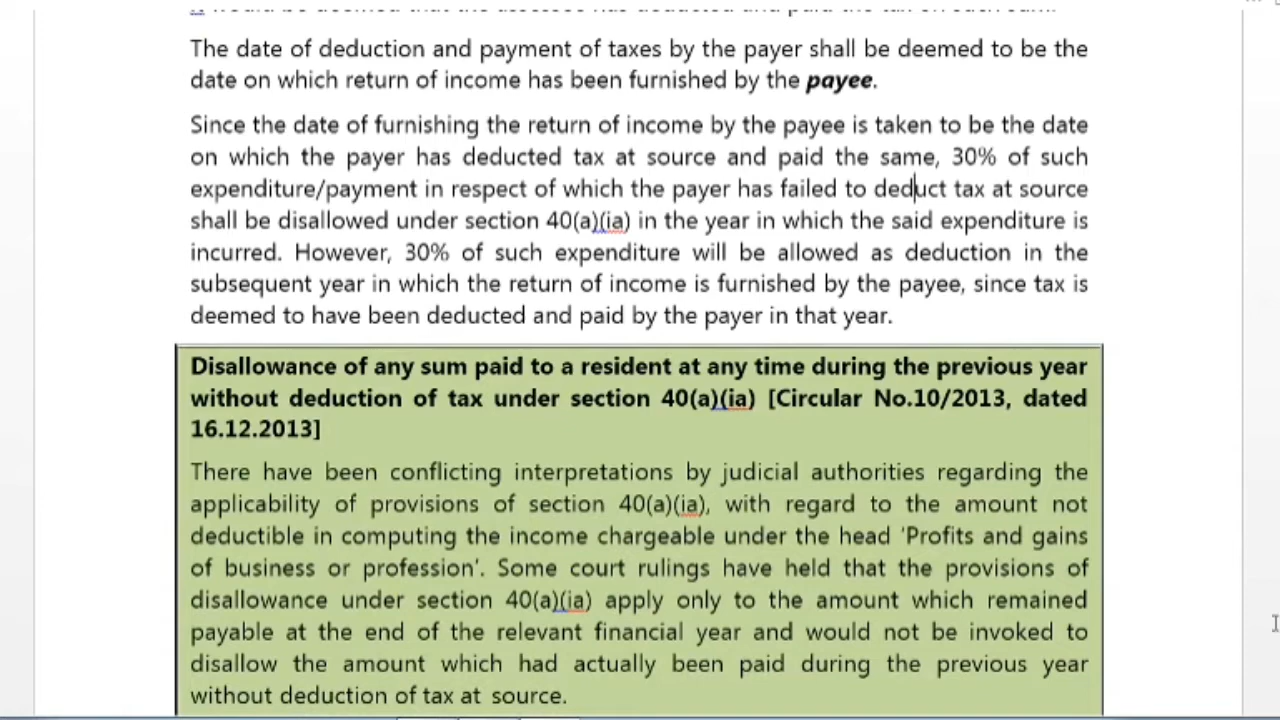 The date of deduction and payment of taxes by the payer shall be deemed to be the
date on which return of income has been furnished by the payee.
Since the date of furnishing the return of income by the payee is taken to be the date
on which the payer has deducted tax at source and paid the same, 30% of such
expenditure/payment in respect of which the payer has failed to deduct tax at source
shall be disallowed under section 40(a)(ia) in the year in which the said expenditure is
incurred. However, 30% of such expenditure will be allowed as deduction in the
subsequent year in which the return of income is furnished by the payee, since tax is
deemed to have been deducted and paid by the payer in that year.
Disallowance of any sum paid to a resident at any time during the previous year
without deduction of tax under section 40(a)(ia) [Circular No.10/2013, dated
16.12.2013]
There have been conflicting interpretations by judicial authorities regarding the
applicability of provisions of section 40(a)(ia), with regard to the amount not
deductible in computing the income chargeable under the head 'Profits and gains
of business or profession'. Some court rulings have held that the provisions of
disallowance under section 40(a)(ia) apply only to the amount which remained
payable at the end of the relevant financial year and would not be invoked to
disallow the amount which had actually been paid during the previous year
without deduction of tax at source.